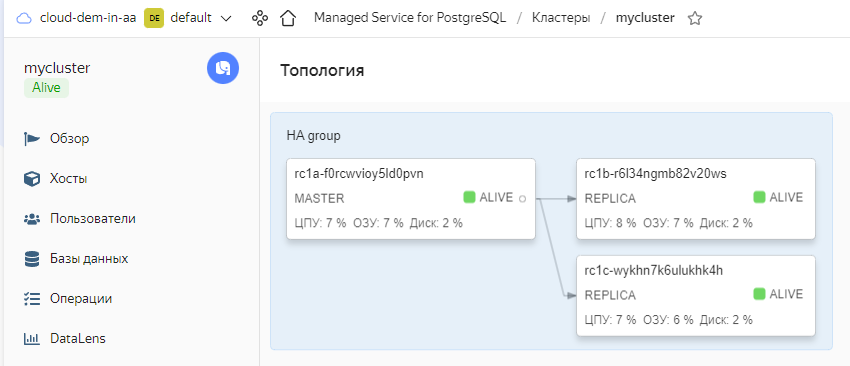 cloud-dem-in-aa DE default Managed Service for PostgreSQL / Кластеры / mycluster
mycluster
Alive
Обзор
Хосты
Пользователи
Базы данных
Операции
DataLens
Топология
HA group
rc1a-f0rcwvioy5ld0pvn
MASTER ALIVE
ЦПУ: 7 % ОЗУ: 7 % Диск: 2 %
rc1b-r6l34ngmb82v20ws
REPLICA ALIVE
ЦПУ: 8 % ОЗУ: 7 % Диск: 2 %
rc1c-wykhn7k6ulukhk4h
REPLICA ALIVE
ЦПУ: 7 % ОЗУ: 6 % Диск: 2 %